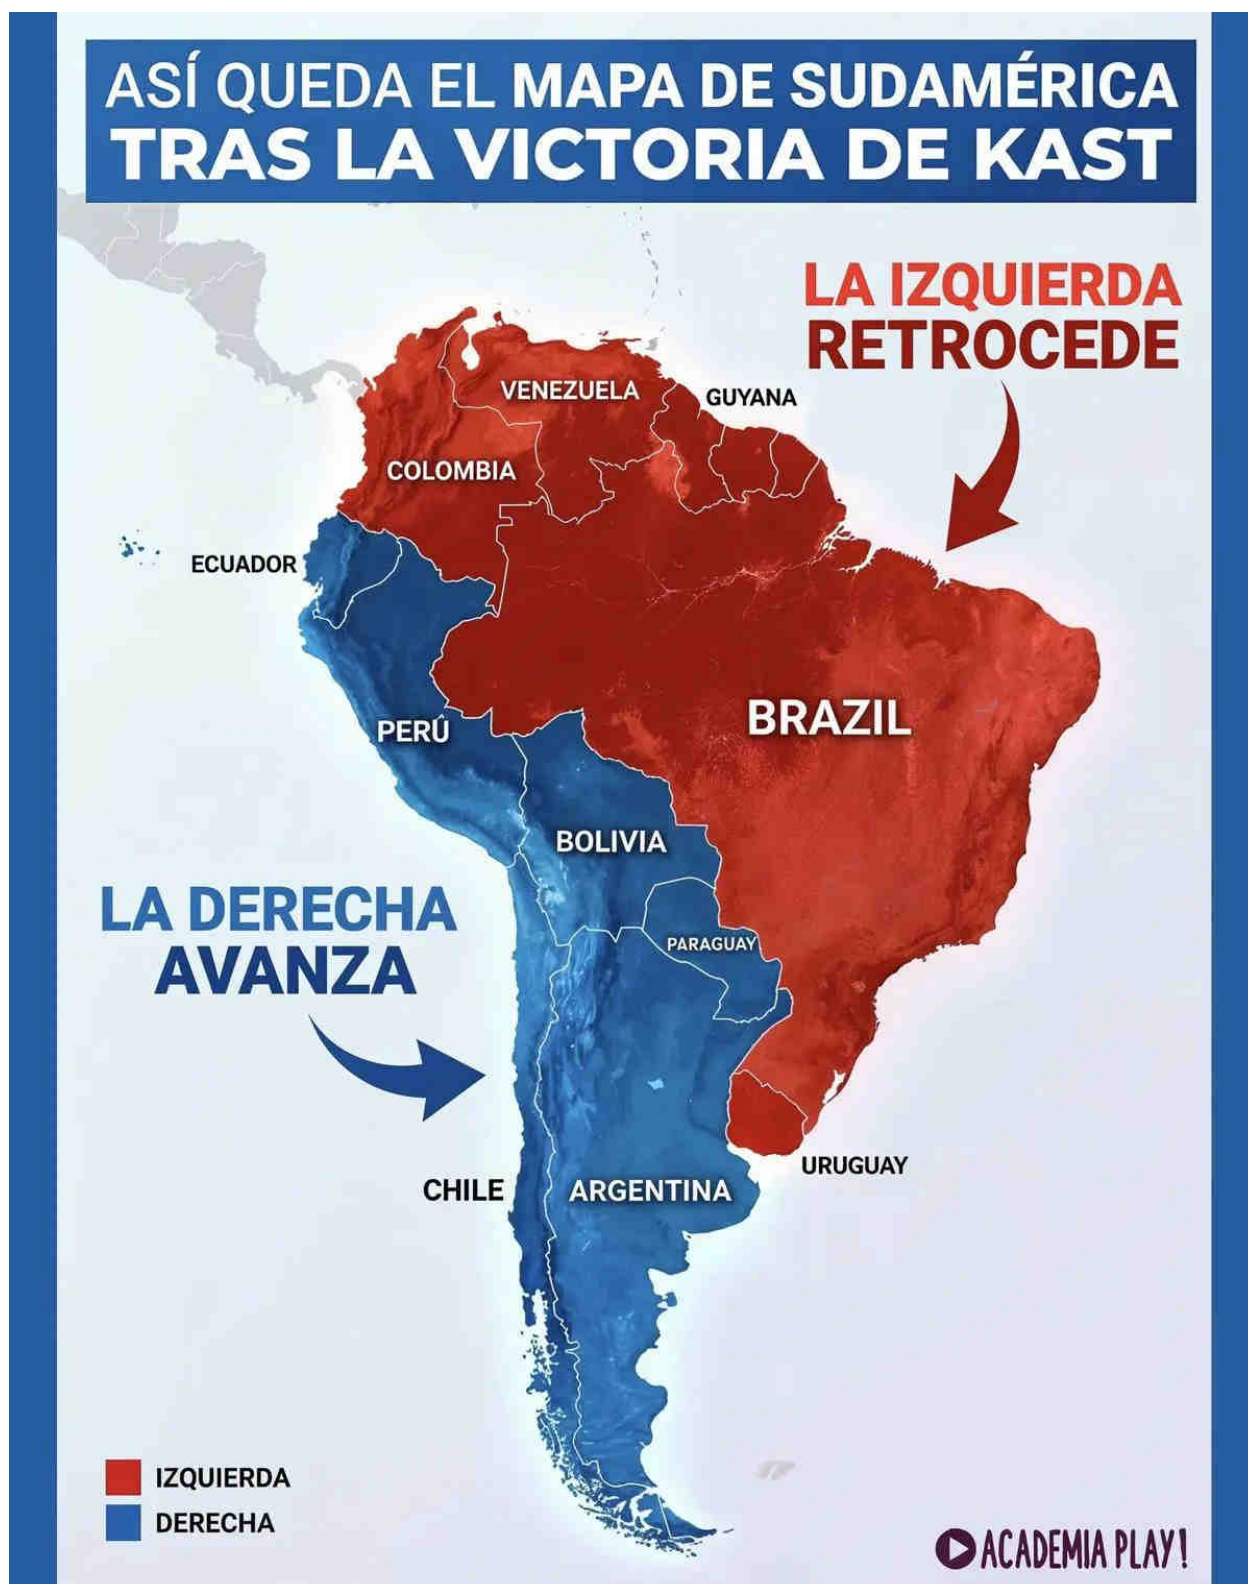 ASÍ QUEDA EL MAPA DE SUDAMÉRICA
TRAS LA VICTORIA DE KAST
LA IZQUIERDA
RETROCEDE
VENEZUELA
GUYANA
COLOMBIA
ECUADOR
BRAZIL
PERÚ
BOLIVIA
LA DERECHA
AVANZA
PARAGUAY
URUGUAY
CHILE
ARGENTINA
IZQUIERDA
DERECHA
ACADEMIA PLAY!